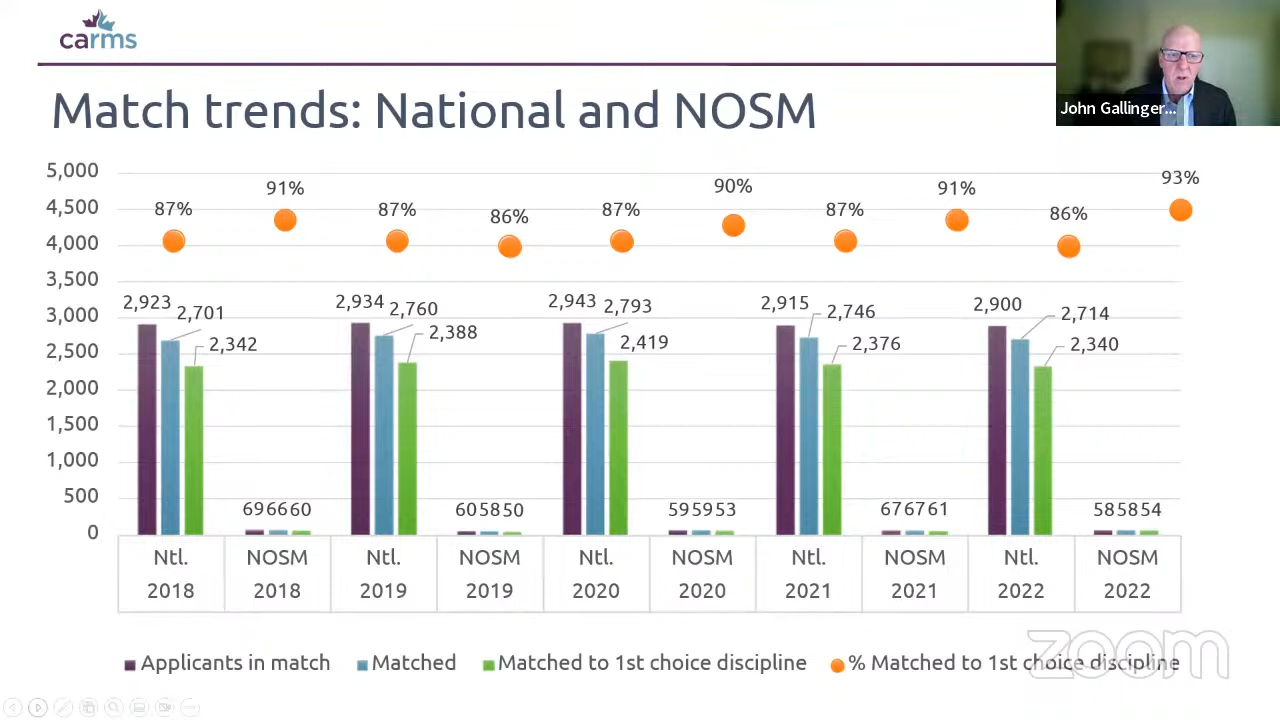 carms
John Gallinger...
Match trends: National and NOSM
5,000
4,500
4,000
3,500
3,000
2,500
2,000
1,500
1,000
500
0
87% 91% 87% 86% 87% 90% 87% 91% 86% 93%
2,923 2,701 2,342
69 66 60
2,934 2,760 2,388
60 58 50
2,943 2,793 2,419
59 59 53
2,915 2,746 2,376
67 67 61
2,900 2,714 2,340
58 58 54
Ntl. NOSM Ntl. NOSM Ntl. NOSM Ntl. NOSM Ntl. NOSM
2018 2018 2019 2019 2020 2020 2021 2021 2022 2022
Applicants in match Matched Matched to 1st choice discipline % Matched to 1st choice discipline
zoom